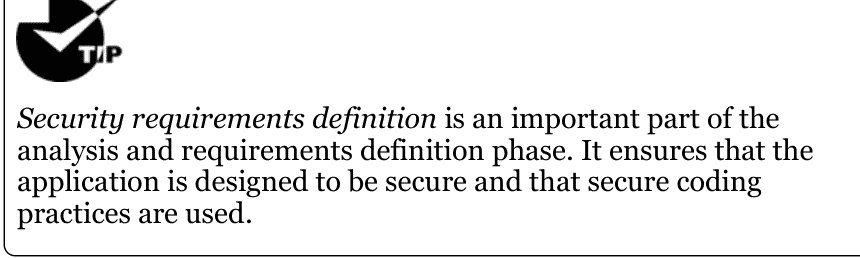 TIP
Security requirements definition is an important part of the
analysis and requirements definition phase. It ensures that the
application is designed to be secure and that secure coding
practices are used.